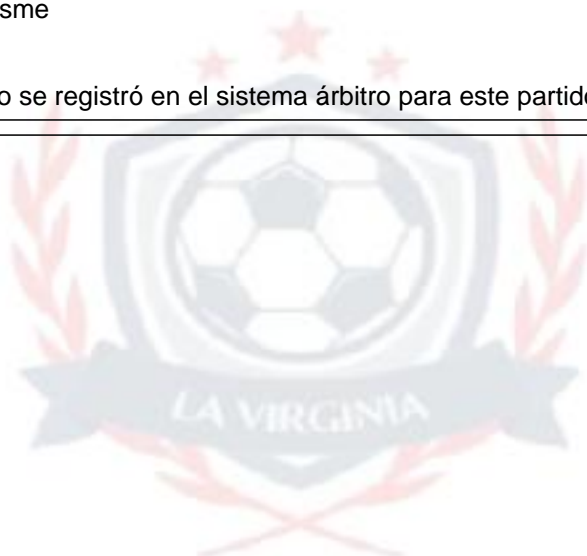 sme
o se registró en el sistema árbitro para este partido
LA VIRGINIA